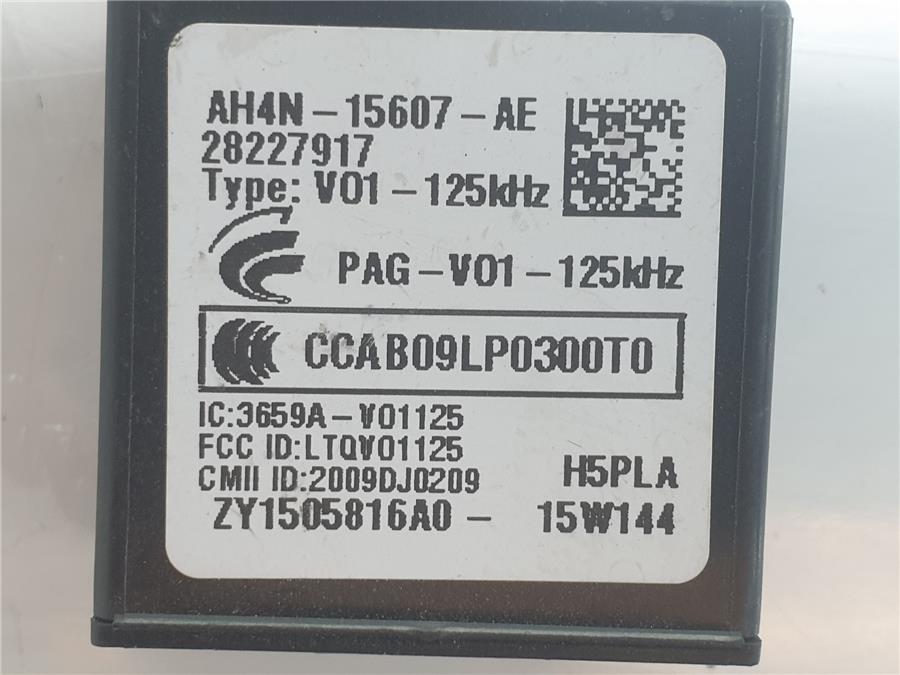 AH4N-15607-AE
28227917
Type: V01-125kHz
PAG-V01-125kHz
CCAB09LP0300T0
IC:3659A-V01125
FCC ID:LTQV01125
CMII ID:2009DJ0209
H5PLA
ZY1505816A0- 15W144